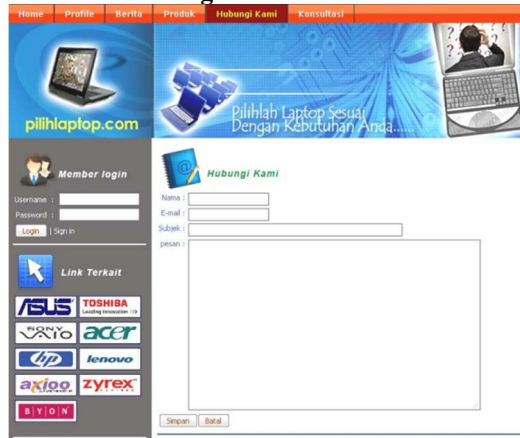 Home Profile Berita Produk Hubungi Kami Konsultasi
pilihlaptop.com
Pilihlah Laptop Sesuai
Dengan Kebutuhan Anda......
Member login
Username :
Password :
Login | Sign in
Link Terkait
ASUS TOSHIBA
Leading Innovation
SONY
VAIO acer
hp lenovo
axioo zyrex
BYON
Hubungi Kami
Nama :
E-mail :
Subjek :
pesan :
Simpan Batal